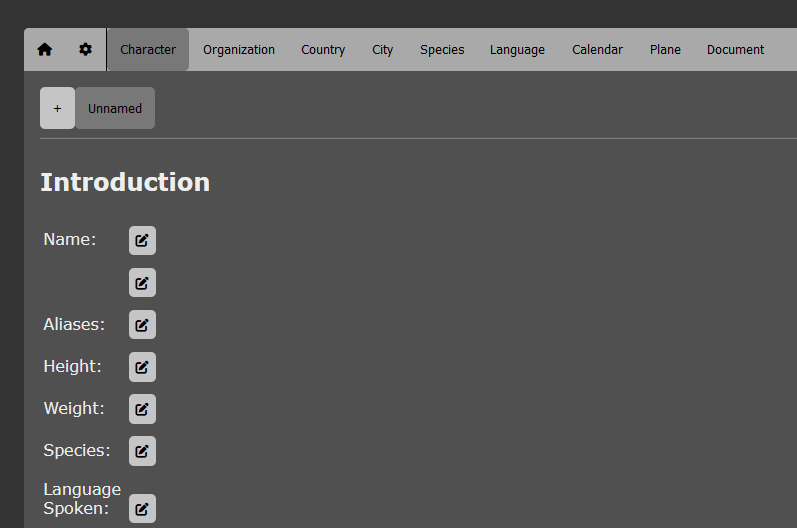 Character Organization Country City Species Language Calendar Plane Document
+ Unnamed
Introduction
Name:
Aliases:
Height:
Weight:
Species:
Language
Spoken: